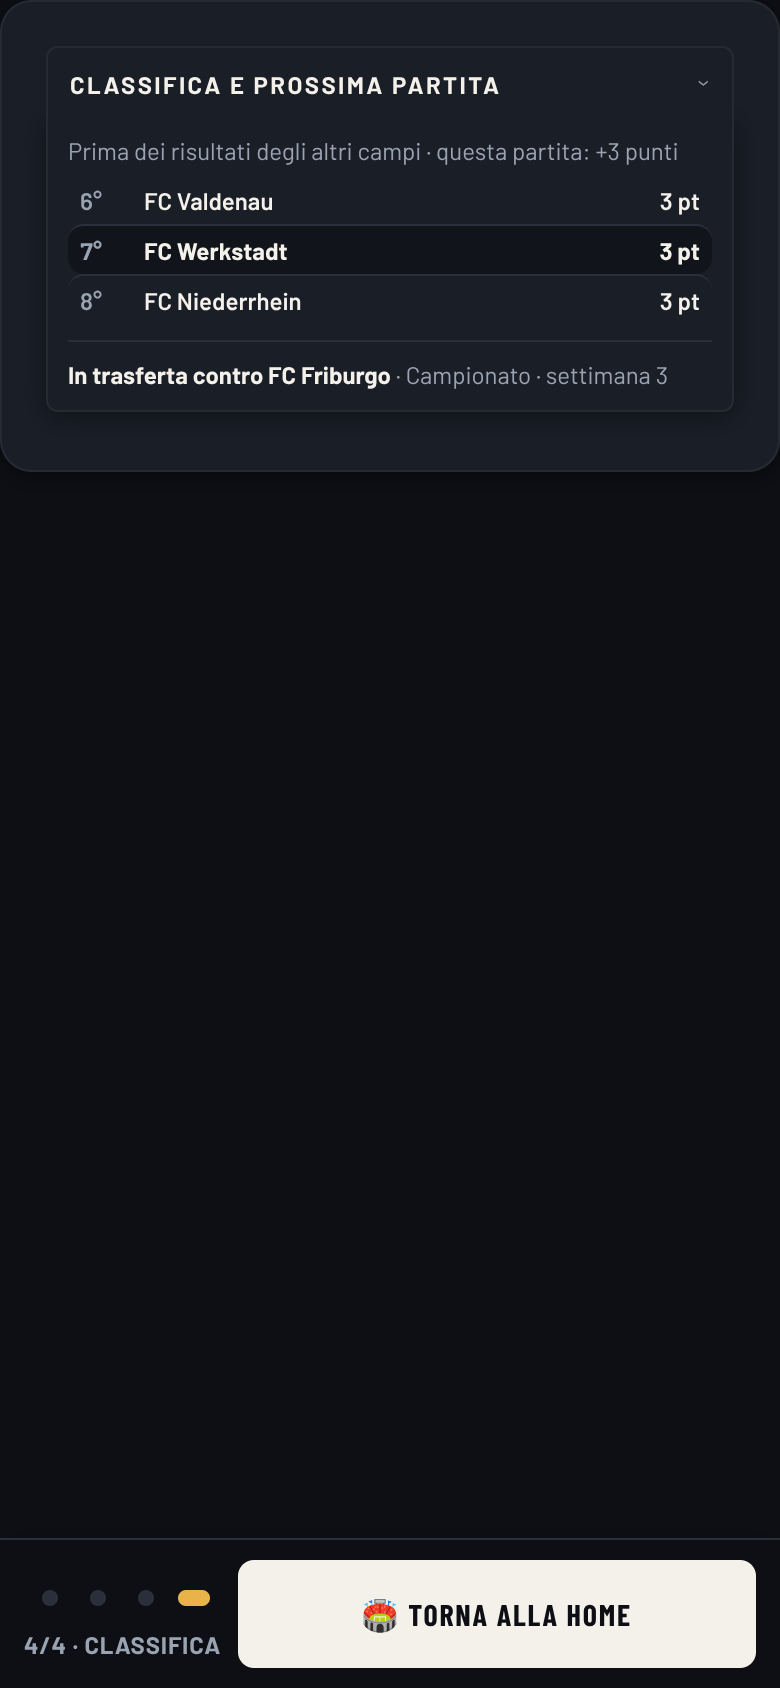 CLASSIFICA E PROSSIMA PARTITA
Prima dei risultati degli altri campi · questa partita: +3 punti
6° FC Valdenau 3 pt
7° FC Werkstadt 3 pt
8° FC Niederrhein 3 pt
In trasferta contro FC Friburgo · Campionato · settimana 3
4/4 · CLASSIFICA
TORNA ALLA HOME